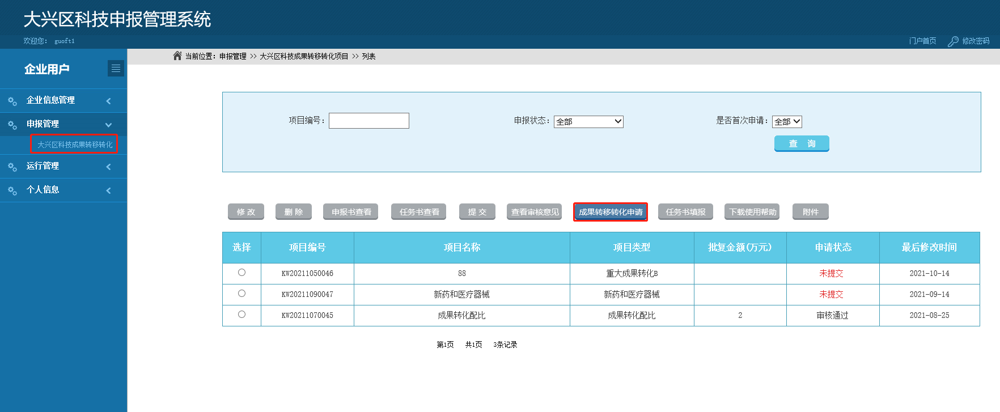 大兴区科技申报管理系统
欢迎您： guoft1
门户首页 修改密码
企业用户
当前位置：申报管理 >> 大兴区科技成果转移转化项目 >> 列表
企业信息管理
申报管理
大兴区科技成果转移转化
运行管理
个人信息
项目编号： 申报状态：全部 是否首次申请：全部
查 询
修 改 删 除 申报书查看 任务书查看 提 交 查看审核意见 成果转移转化申请 任务书填报 下载使用帮助 附件
选择 项目编号 项目名称 项目类型 批复金额(万元) 申请状态 最后修改时间
KW20211050046 88 重大成果转化B 未提交 2021-10-14
KW20211090047 新药和医疗器械 新药和医疗器械 未提交 2021-09-14
KW20211070045 成果转化配比 成果转化配比 2 审核通过 2021-08-25
第1页 共1页 3条记录